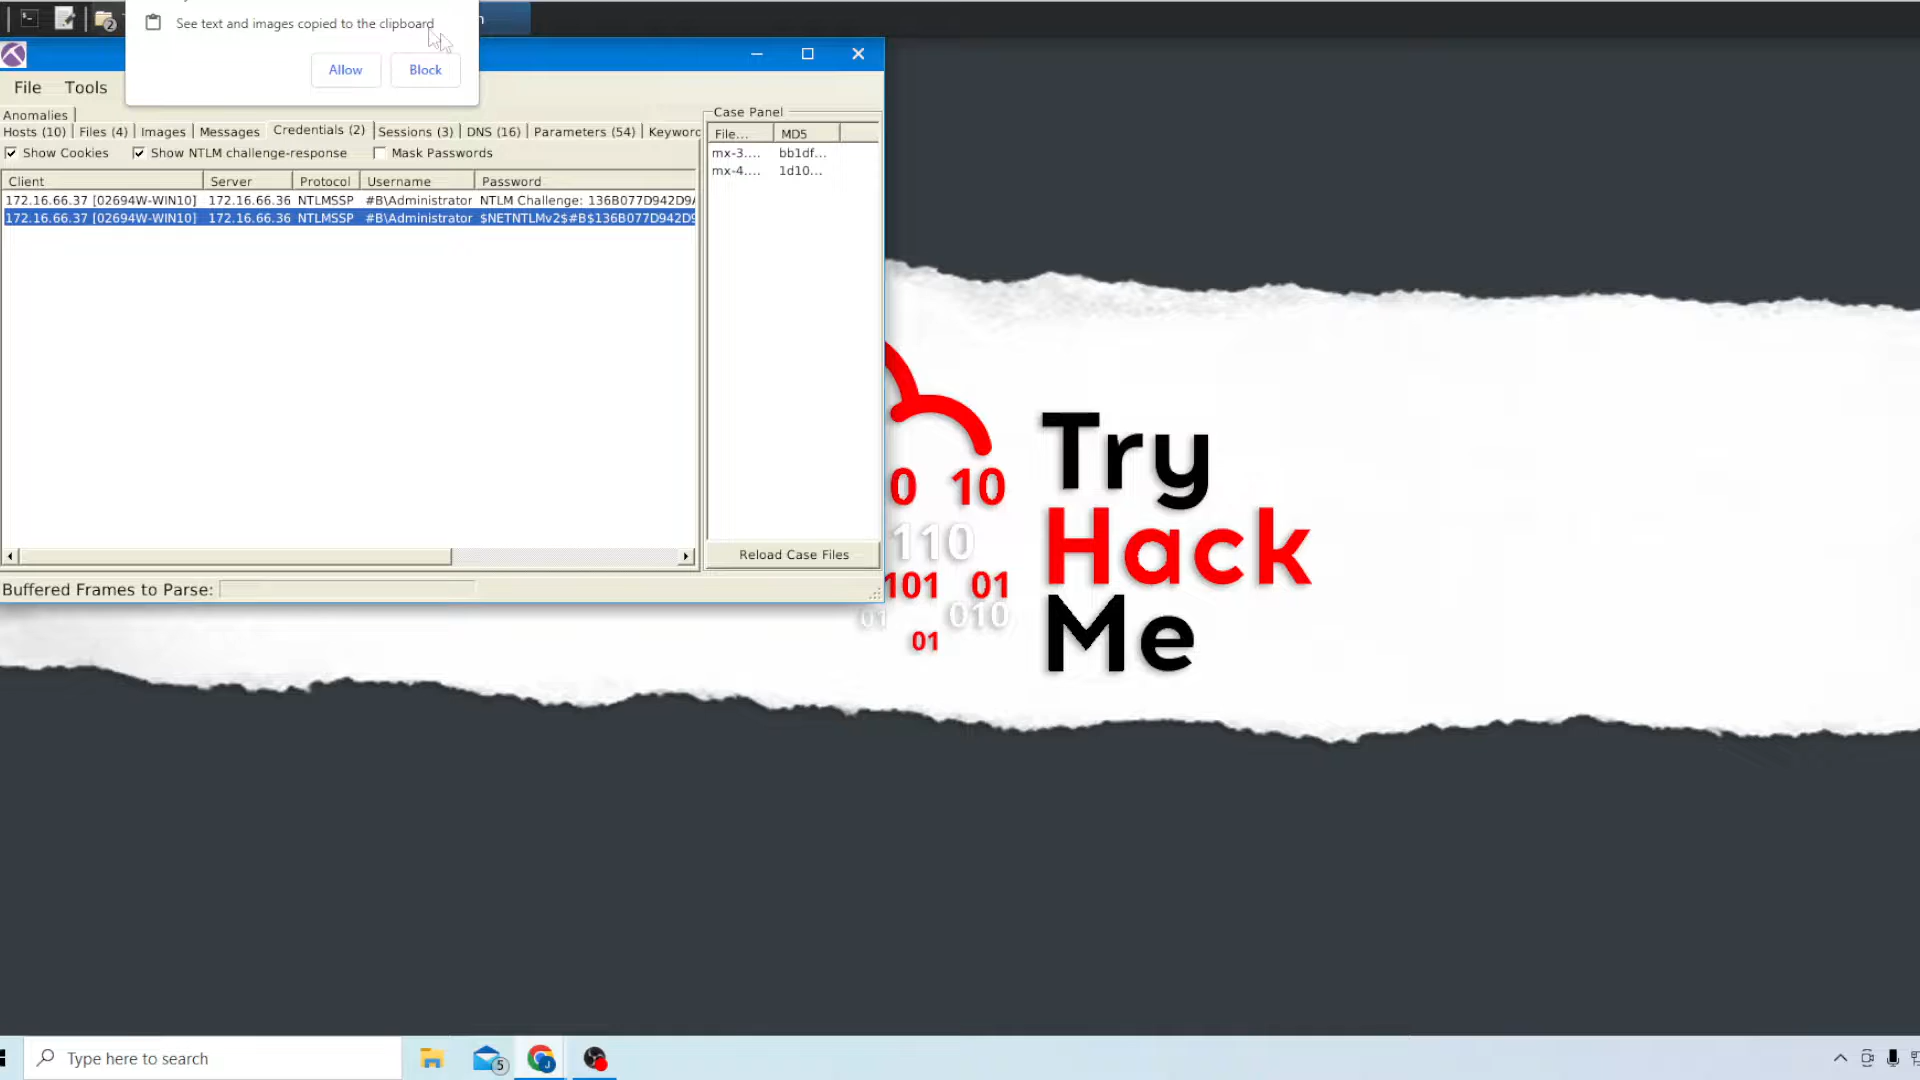 See text and images copied to the clipboard
Allow
Block
File Tools
Anomalies
Hosts (10) Files (4) Images Messages Credentials (2) Sessions (3) DNS (16) Parameters (54) Keyword
Show Cookies Show NTLM challenge-response Mask Passwords
Client Server Protocol Username Password
172.16.66.37 [02694W-WIN10] 172.16.66.36 NTLMSSP #B\Administrator NTLM Challenge: 136B077D942D9
172.16.66.37 [02694W-WIN10] 172.16.66.36 NTLMSSP #B\Administrator $NETNTLMv2$#B$136B077D942D9
Case Panel
File... MD5
mx-3.... bb1df...
mx-4.... 1d10...
Reload Case Files
Buffered Frames to Parse:
0 10
110
101 01
01 010
01
Try
Hack
Me
2
Type here to search
5
J